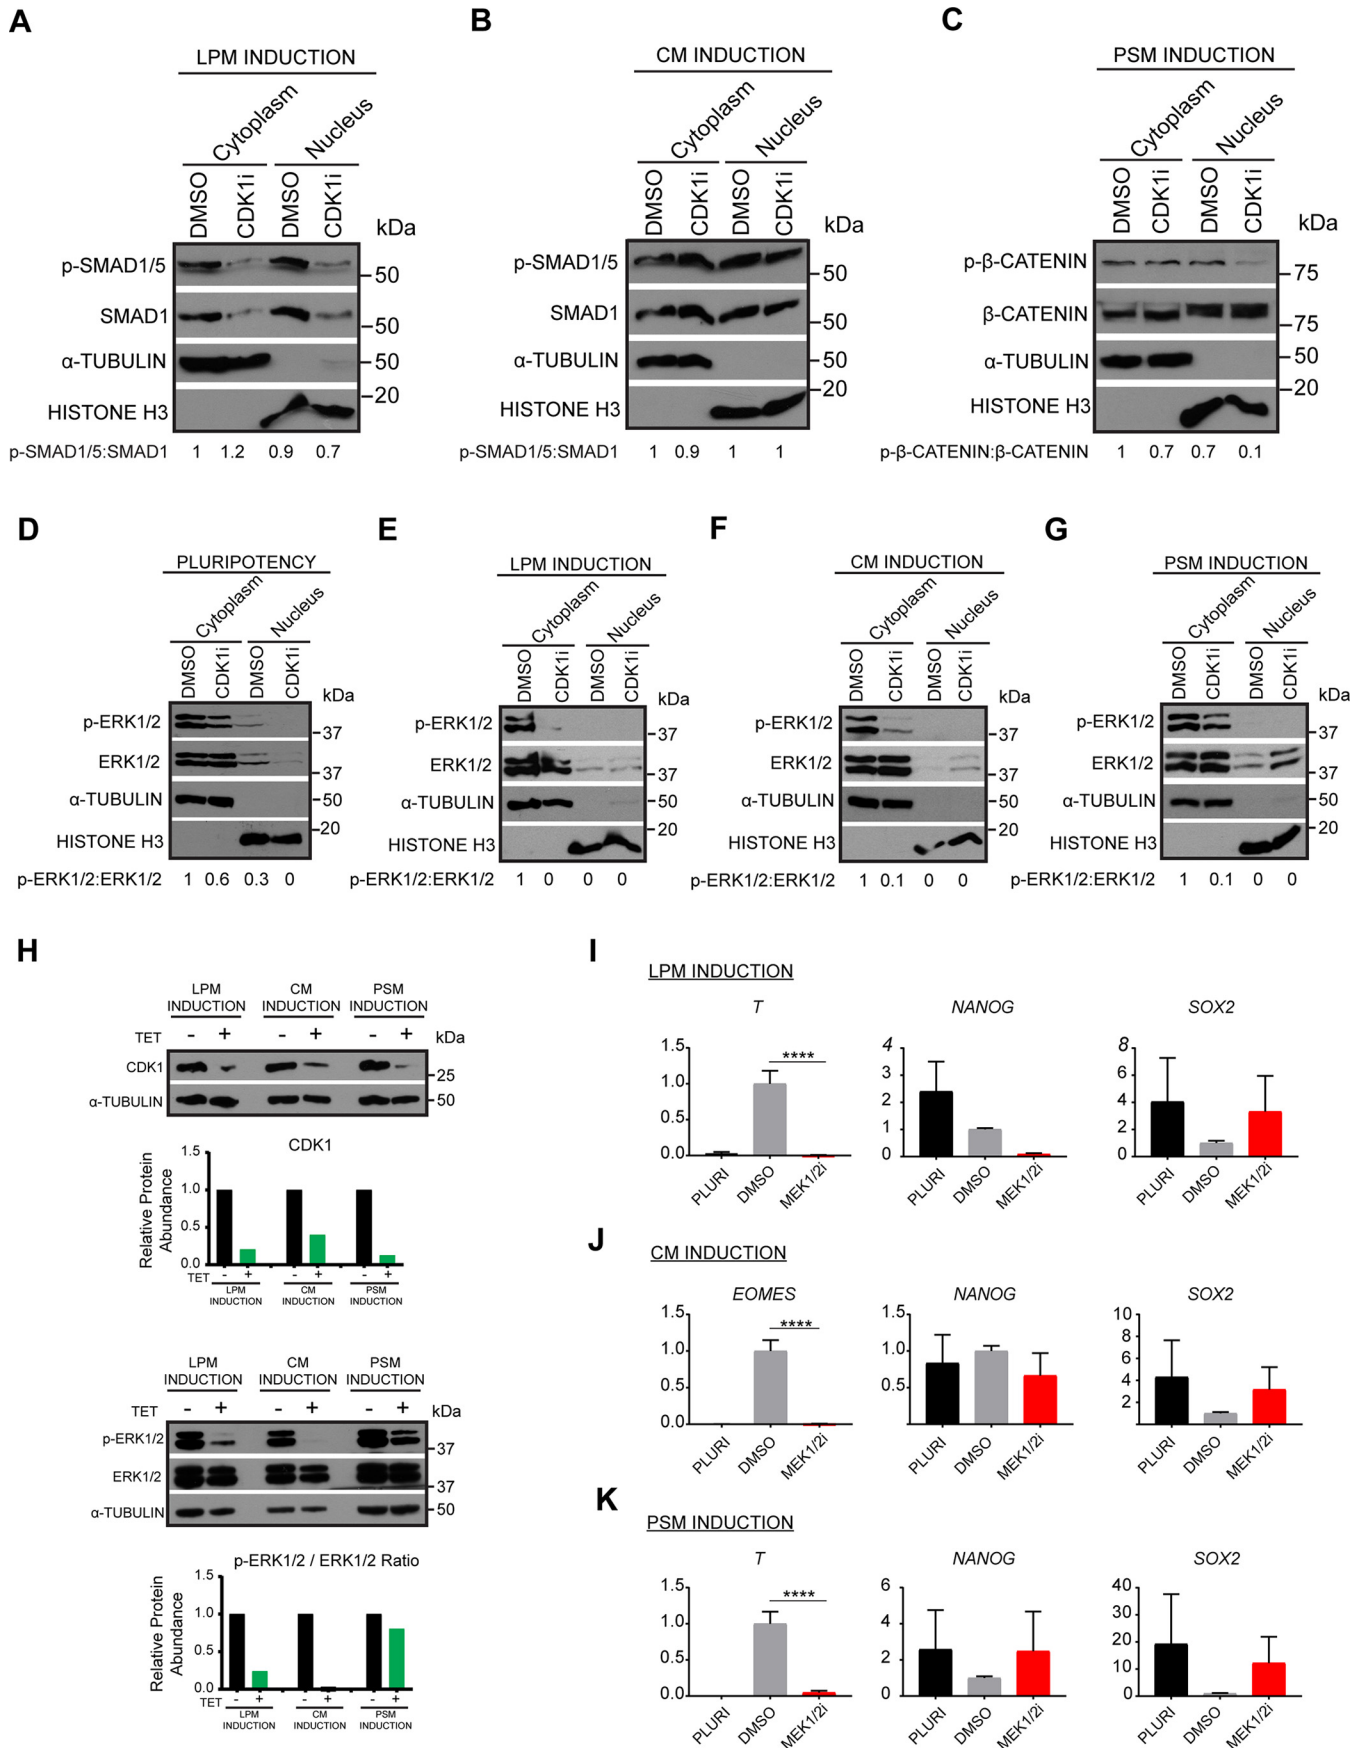 A
LPM INDUCTION
Cytoplasm
Nucleus
DMSO
CDK1i
DMSO
CDK1i
kDa
p-SMAD1/5
50
SMAD1
50
α-TUBULIN
50
20
HISTONE H3
p-SMAD1/5:SMAD1 1 1.2 0.9 0.7
B
CM INDUCTION
Cytoplasm
Nucleus
DMSO
CDK1i
DMSO
CDK1i
kDa
p-SMAD1/5
50
SMAD1
50
α-TUBULIN
50
20
HISTONE H3
p-SMAD1/5:SMAD1 1 0.9 1 1
C
PSM INDUCTION
Cytoplasm
Nucleus
DMSO
CDK1i
DMSO
CDK1i
kDa
p-β-CATENIN
75
β-CATENIN
75
α-TUBULIN
50
20
HISTONE H3
p-β-CATENIN:β-CATENIN 1 0.7 0.7 0.1
D
PLURIPOTENCY
Cytoplasm
Nucleus
DMSO
CDK1i
DMSO
CDK1i
kDa
p-ERK1/2
37
ERK1/2
37
α-TUBULIN
50
20
HISTONE H3
p-ERK1/2:ERK1/2 1 0.6 0.3 0
E
LPM INDUCTION
Cytoplasm
Nucleus
DMSO
CDK1i
DMSO
CDK1i
kDa
p-ERK1/2
37
ERK1/2
37
α-TUBULIN
50
20
HISTONE H3
p-ERK1/2:ERK1/2 1 0 0 0
F
CM INDUCTION
Cytoplasm
Nucleus
DMSO
CDK1i
DMSO
CDK1i
kDa
p-ERK1/2
37
ERK1/2
37
α-TUBULIN
50
20
HISTONE H3
p-ERK1/2:ERK1/2 1 0.1 0 0
G
PSM INDUCTION
Cytoplasm
Nucleus
DMSO
CDK1i
DMSO
CDK1i
kDa
p-ERK1/2
37
ERK1/2
37
α-TUBULIN
50
20
HISTONE H3
p-ERK1/2:ERK1/2 1 0.1 0 0
H
LPM CM PSM
INDUCTION INDUCTION INDUCTION
TET - + - + - + kDa
CDK1
25
α-TUBULIN 50
CDK1
Relative Protein
Abundance
1.5
1.0
0.5
0.0
TET - + - + - +
LPM CM PSM
INDUCTION INDUCTION INDUCTION
LPM CM PSM
INDUCTION INDUCTION INDUCTION
TET - + - + - + kDa
p-ERK1/2
37
ERK1/2
37
α-TUBULIN 50
p-ERK1/2 / ERK1/2 Ratio
Relative Protein
Abundance
1.5
1.0
0.5
0.0
TET - + - + - +
LPM CM PSM
INDUCTION INDUCTION INDUCTION
I
LPM INDUCTION
T
1.5
1.0
0.5
0.0
****
PLURI
DMSO
MEK1/2i
NANOG
4
3
2
1
0
PLURI
DMSO
MEK1/2i
SOX2
8
6
4
2
0
PLURI
DMSO
MEK1/2i
J
CM INDUCTION
EOMES
1.5
1.0
0.5
0.0
****
PLURI
DMSO
MEK1/2i
NANOG
1.5
1.0
0.5
PLURI
DMSO
MEK1/2i
SOX2
10
8
6
4
2
PLURI
DMSO
MEK1/2i
K
PSM INDUCTION
T
1.5
1.0
0.5
0.0
****
PLURI
DMSO
MEK1/2i
NANOG
6
4
2
0
PLURI
DMSO
MEK1/2i
SOX2
40
30
20
10
0
PLURI
DMSO
MEK1/2i